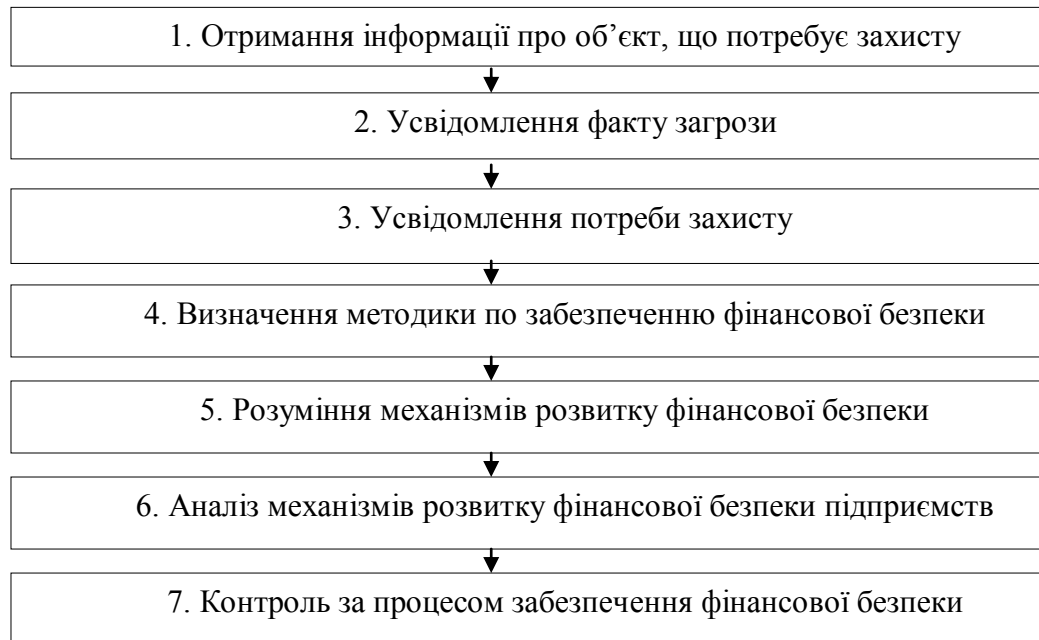 1. Отримання інформації про об’єкт, що потребує захисту
2. Усвідомлення факту загрози
3. Усвідомлення потреби захисту
4. Визначення методики по забезпеченню фінансової безпеки
5. Розуміння механізмів розвитку фінансової безпеки
6. Аналіз механізмів розвитку фінансової безпеки підприємств
7. Контроль за процесом забезпечення фінансової безпеки